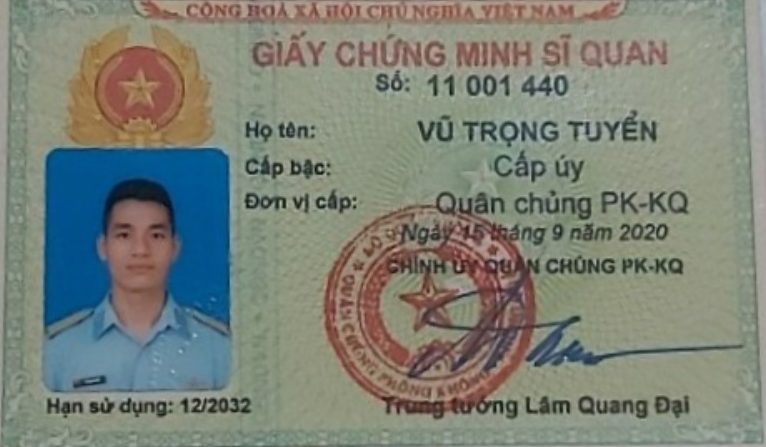 CỘNG HOÀ XÃ HỘI CHỦ NGHĨA VIỆT NAM
GIẤY CHỨNG MINH SĨ QUAN
Số: 11 001 440
Họ tên: VŨ TRỌNG TUYỂN
Cấp bậc: Cấp úy
Đơn vị cấp: Quân chủng PK-KQ
Ngày 15 tháng 9 năm 2020
CHÍNH ỦY QUÂN CHỦNG PK-KQ
QUÂN CHỦNG PHÒNG KHÔNG
Hạn sử dụng: 12/2032
Trung tướng Lâm Quang Đại